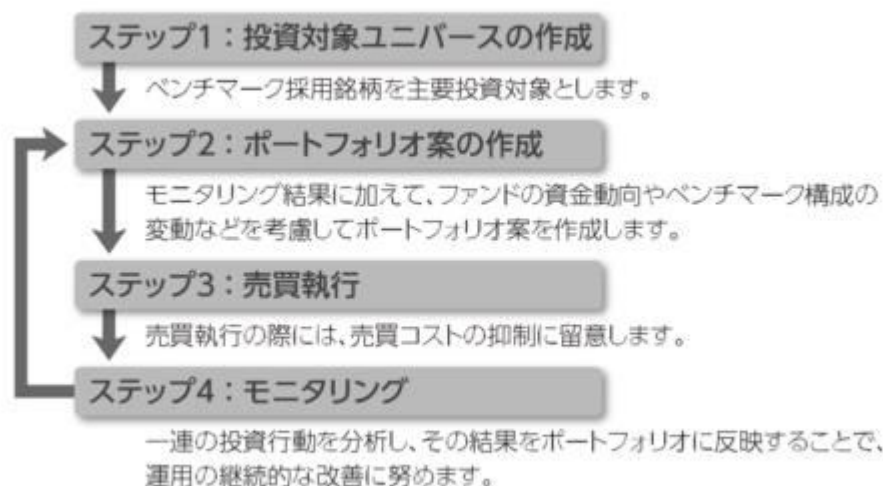 ステップ1：投資対象ユニバースの作成
ベンチマーク採用銘柄を主要投資対象とします。
ステップ2：ポートフォリオ案の作成
モニタリング結果に加えて、ファンドの資金動向やベンチマーク構成の
変動などを考慮してポートフォリオ案を作成します。
ステップ3：売買執行
売買執行の際には、売買コストの抑制に留意します。
ステップ4：モニタリング
一連の投資行動を分析し、その結果をポートフォリオに反映することで、
運用の継続的な改善に努めます。